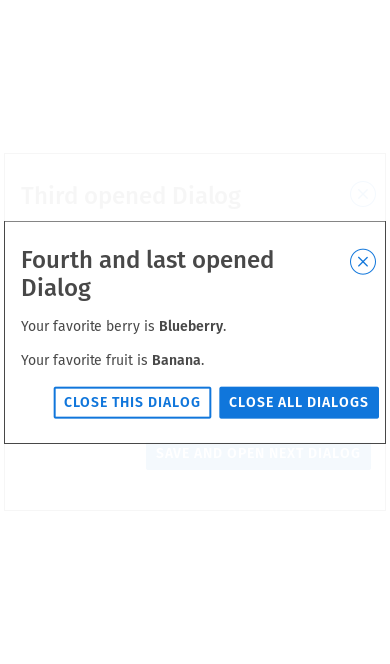 Third opened Dialog
Fourth and last opened
Dialog
Your favorite berry is Blueberry.
Your favorite fruit is Banana.
CLOSE THIS DIALOG CLOSE ALL DIALOGS
SAVE AND OPEN NEXT DIALOG